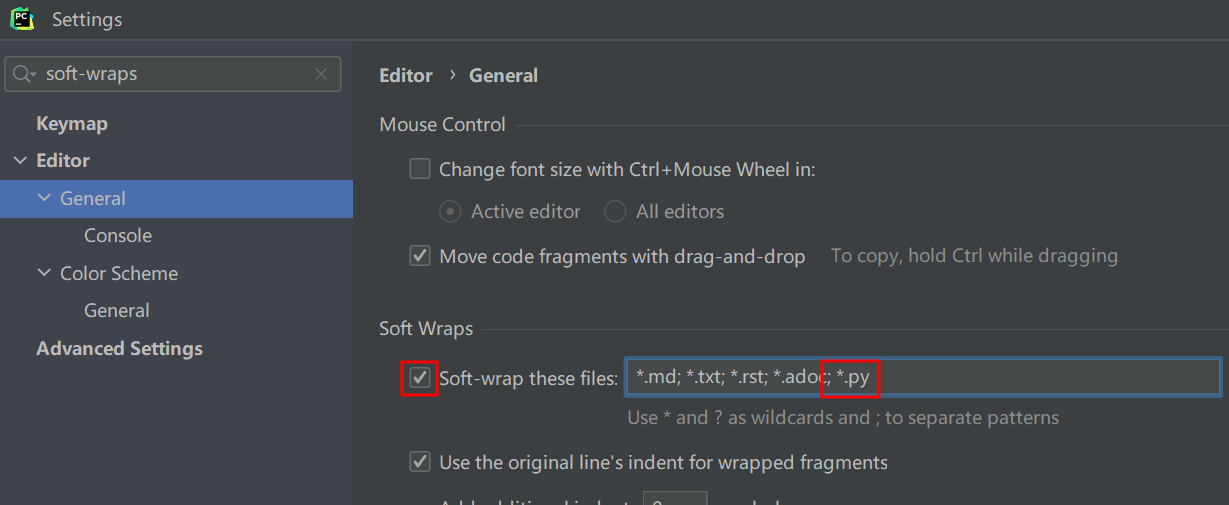 PC
Settings
soft-wraps
Keymap
Editor
General
Console
Color Scheme
General
Advanced Settings
Editor › General
Mouse Control
Change font size with Ctrl+Mouse Wheel in:
Active editor All editors
Move code fragments with drag-and-drop To copy, hold Ctrl while dragging
Soft Wraps
Soft-wrap these files: *.md; *.txt; *.rst; *.adoc; *.py
Use * and ? as wildcards and ; to separate patterns
Use the original line's indent for wrapped fragments